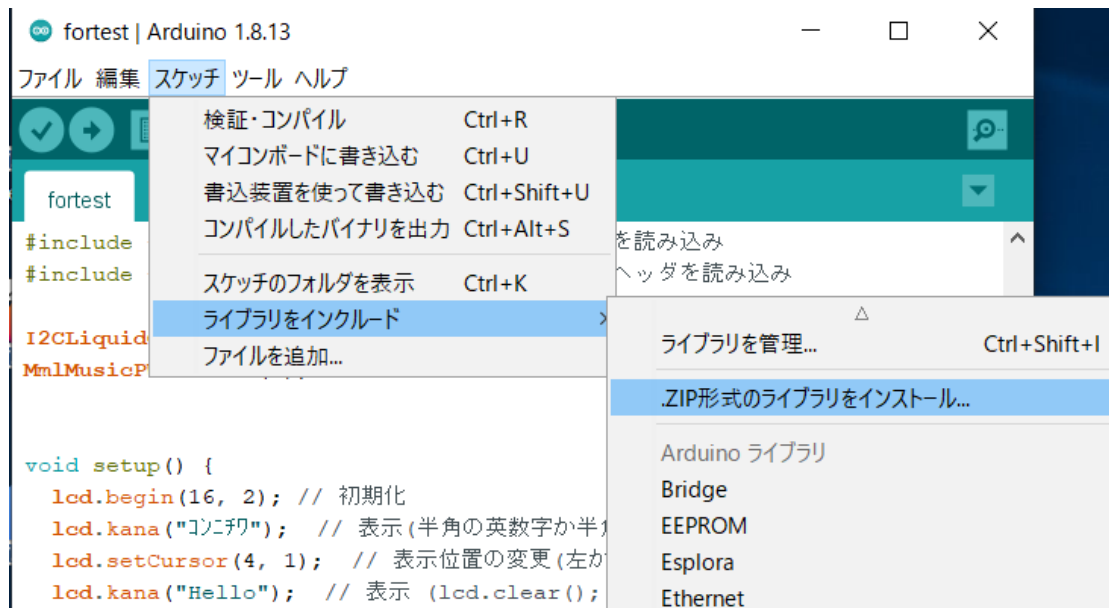 fortest | Arduino 1.8.13
ファイル 編集 スケッチ ツール ヘルプ
検証・コンパイル Ctrl+R
マイコンボードに書き込む Ctrl+U
書込装置を使って書き込む Ctrl+Shift+U
コンパイルしたバイナリを出力 Ctrl+Alt+S
スケッチのフォルダを表示 Ctrl+K
ライブラリをインクルード
ファイルを追加...
ライブラリを管理... Ctrl+Shift+I
.ZIP形式のライブラリをインストール...
Arduino ライブラリ
Bridge
EEPROM
Esplora
Ethernet
fortest
#include を読み込み
#include ヘッダを読み込み
I2CLiquid
MmlMusicP
void setup() {
lcd.begin(16, 2); // 初期化
lcd.kana("ｺﾝﾆﾁﾜ"); // 表示(半角の英数字か半
lcd.setCursor(4, 1); // 表示位置の変更(左か
lcd.kana("Hello"); // 表示 (lcd.clear();